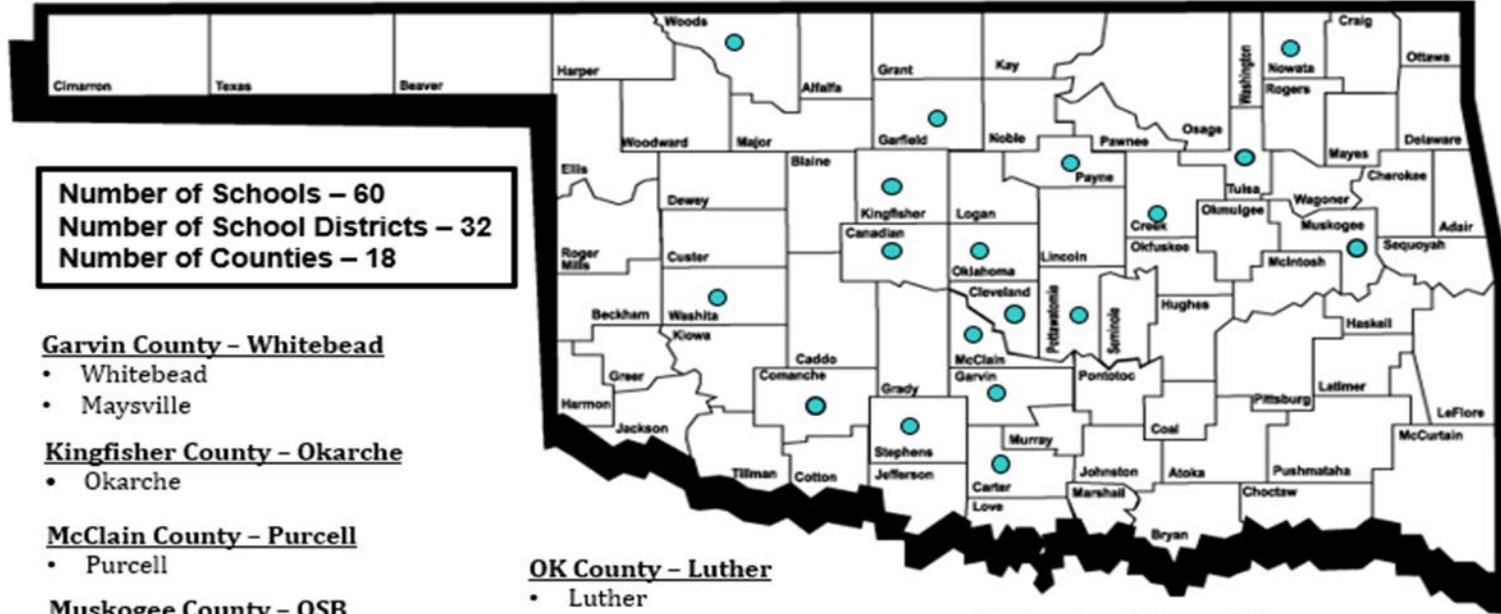 Woods
Craig
Cimarron
Texas
Beaver
Harper
Alfalfa
Grant
Kay
Washington
Nowata
Ottawa
Rogers
Woodward
Major
Garfield
Noble
Pawnee
Osage
Mayes
Delaware
Ellis
Blaine
Payne
Tulsa
Cherokee
Dewey
Kingfisher
Logan
Creek
Okmulgee
Wagoner
Adair
Number of Schools – 60
Number of School Districts – 32
Number of Counties – 18
Roger
Mills
Custer
Canadian
Oklahoma
Lincoln
Okfuskee
Muskogee
McIntosh
Sequoyah
Beckham
Washita
Cleveland
Pottawatomie
Seminole
Hughes
Haskell
Kiowa
Caddo
McClain
Greer
Comanche
Grady
Garvin
Pontotoc
Pittsburg
Latimer
LeFlore
Harmon
Jackson
Stephens
Murray
Coal
McCurtain
Tillman
Cotton
Jefferson
Carter
Johnston
Atoka
Pushmataha
Love
Marshall
Choctaw
Bryan
Garvin County – Whitebead
• Whitebead
• Maysville
Kingfisher County – Okarche
• Okarche
McClain County – Purcell
• Purcell
Muskogee County – OSB
OK County – Luther
• Luther